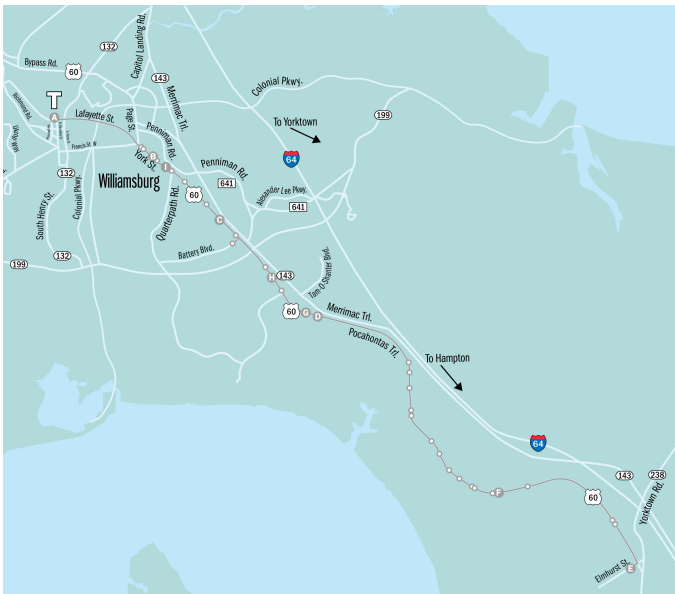 132
Capitol Landing Rd.
Bypass Rd.
60
143
Merrimac Trl.
Colonial Pkwy.
Richmond Rd.
T
A
Lafayette St.
Page St.
Penniman Rd.
To Yorktown
199
64
Francis St. W
York St.
B
I
Penniman Rd.
641
132
Williamsburg
60
Alexander Lee Pkwy.
641
South Henry St.
Colonial Pkwy.
Quarterpath Rd.
C
Battery Blvd.
132
199
H
143
Tam-O-Shanter Blvd.
60
G
D
Merrimac Trl.
Pocahontas Trl.
To Hampton
64
143
238
F
60
Yorktown Rd.
Elmhurst St.
E